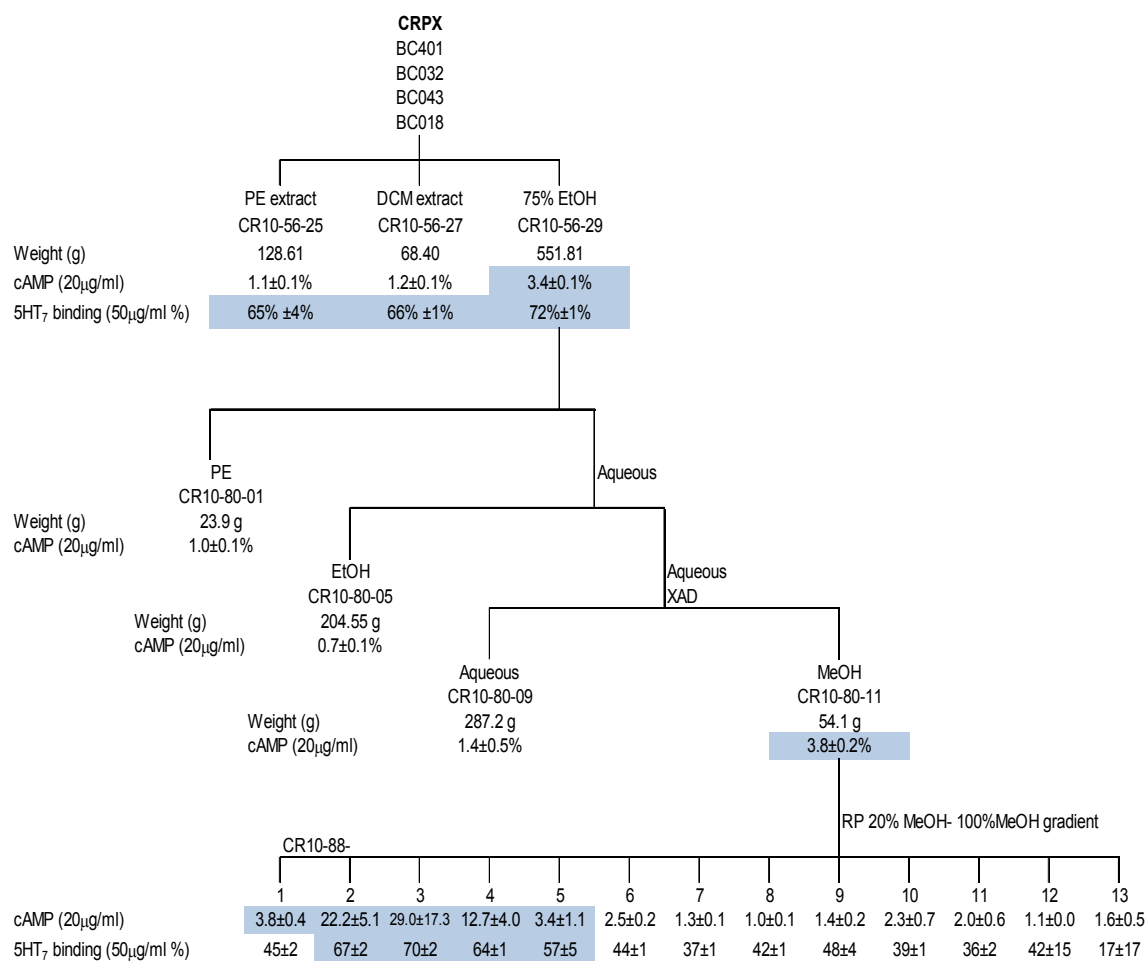 CRPX
BC401
BC032
BC043
BC018
PE extract DCM extract 75% EtOH
CR10-56-25 CR10-56-27 CR10-56-29
Weight (g) 128.61 68.40 551.81
cAMP (20μg/ml) 1.1±0.1% 1.2±0.1% 3.4±0.1%
5HT₇ binding (50μg/ml %) 65% ±4% 66% ±1% 72%±1%
PE Aqueous
CR10-80-01
Weight (g) 23.9 g
cAMP (20μg/ml) 1.0±0.1%
EtOH Aqueous
CR10-80-05 XAD
Weight (g) 204.55 g
cAMP (20μg/ml) 0.7±0.1%
Aqueous MeOH
CR10-80-09 CR10-80-11
Weight (g) 287.2 g 54.1 g
cAMP (20μg/ml) 1.4±0.5% 3.8±0.2%
RP 20% MeOH- 100%MeOH gradient
CR10-88-
1 2 3 4 5 6 7 8 9 10 11 12 13
cAMP (20μg/ml) 3.8±0.4 22.2±5.1 29.0±17.3 12.7±4.0 3.4±1.1 2.5±0.2 1.3±0.1 1.0±0.1 1.4±0.2 2.3±0.7 2.0±0.6 1.1±0.0 1.6±0.5
5HT₇ binding (50μg/ml %) 45±2 67±2 70±2 64±1 57±5 44±1 37±1 42±1 48±4 39±1 36±2 42±15 17±17